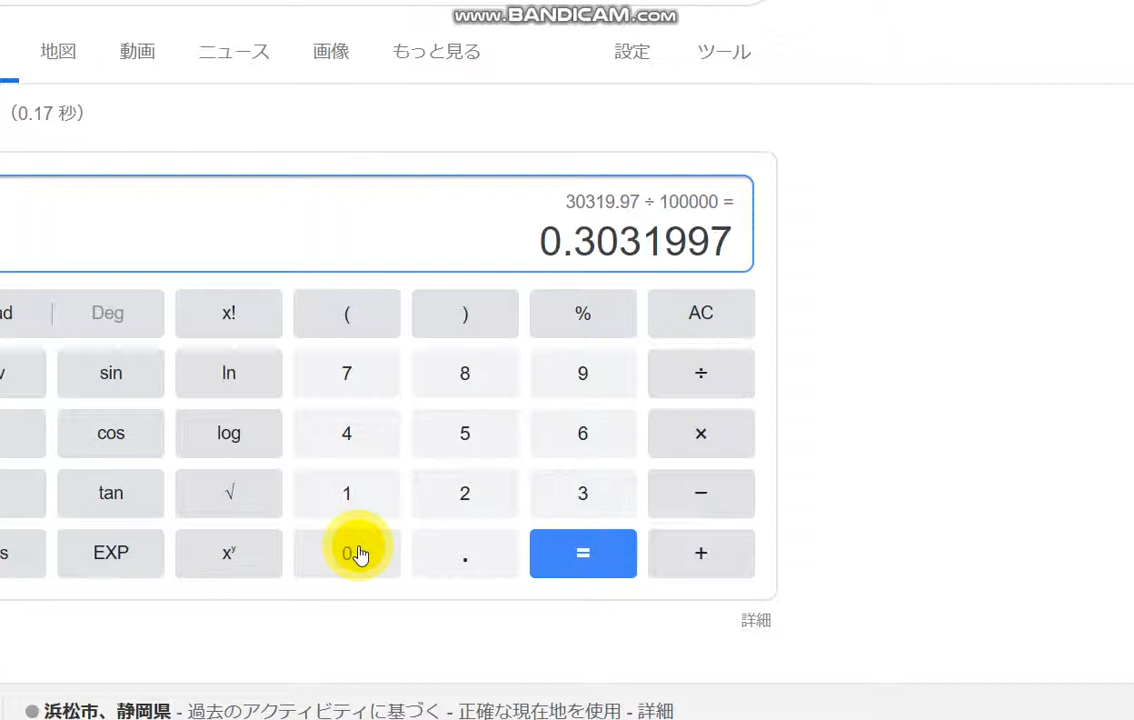 www.BANDICAM.com
地図 動画 ニュース 画像 もっと見る 設定 ツール
(0.17 秒)
30319.97 ÷ 100000 =
0.3031997
Deg x! ( ) % AC
sin ln 7 8 9 ÷
cos log 4 5 6 ×
tan √ 1 2 3 −
EXP xʸ 0 . = +
詳細
浜松市、静岡県 - 過去のアクティビティに基づく - 正確な現在地を使用 - 詳細